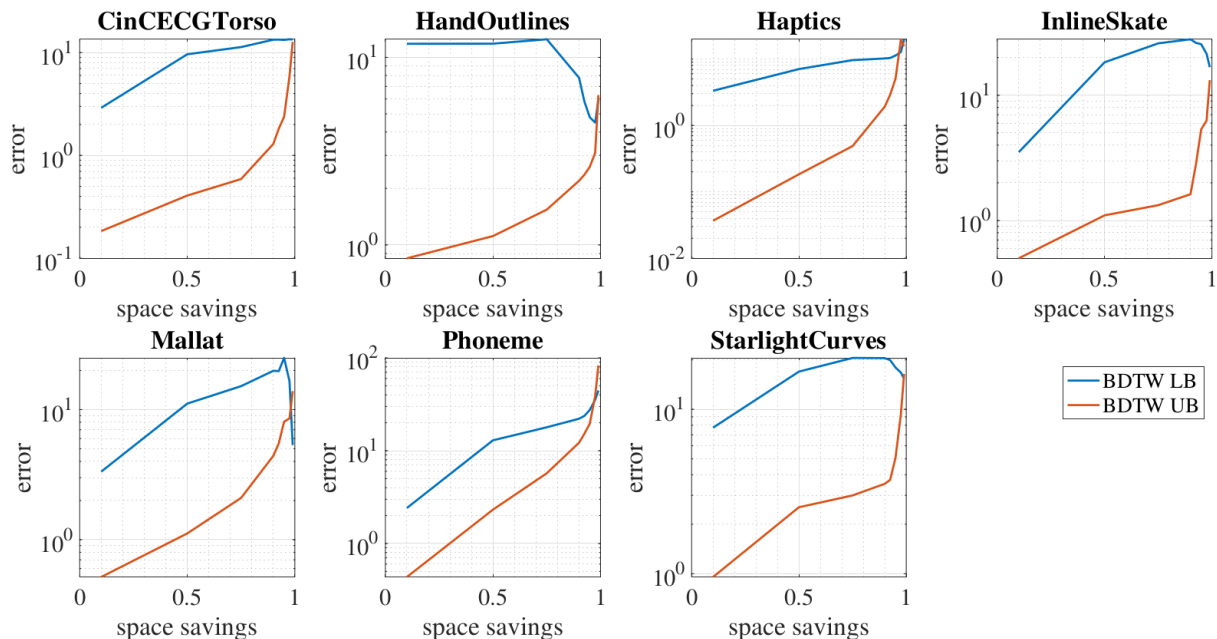 CinCECGTorso
HandOutlines
Haptics
InlineSkate
error
10^1
10^0
10^-1
0
0.5
1
space savings
error
10^1
10^0
0
0.5
1
space savings
error
10^0
10^-2
0
0.5
1
space savings
error
10^1
10^0
0
0.5
1
space savings
Mallat
Phoneme
StarlightCurves
error
10^1
10^0
0
0.5
1
space savings
error
10^2
10^1
10^0
0
0.5
1
space savings
error
10^1
10^0
0
0.5
1
space savings
BDTW LB
BDTW UB